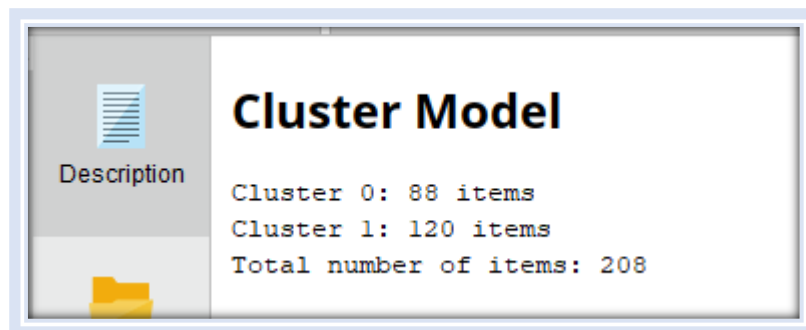 Cluster Model
Description
Cluster 0: 88 items
Cluster 1: 120 items
Total number of items: 208